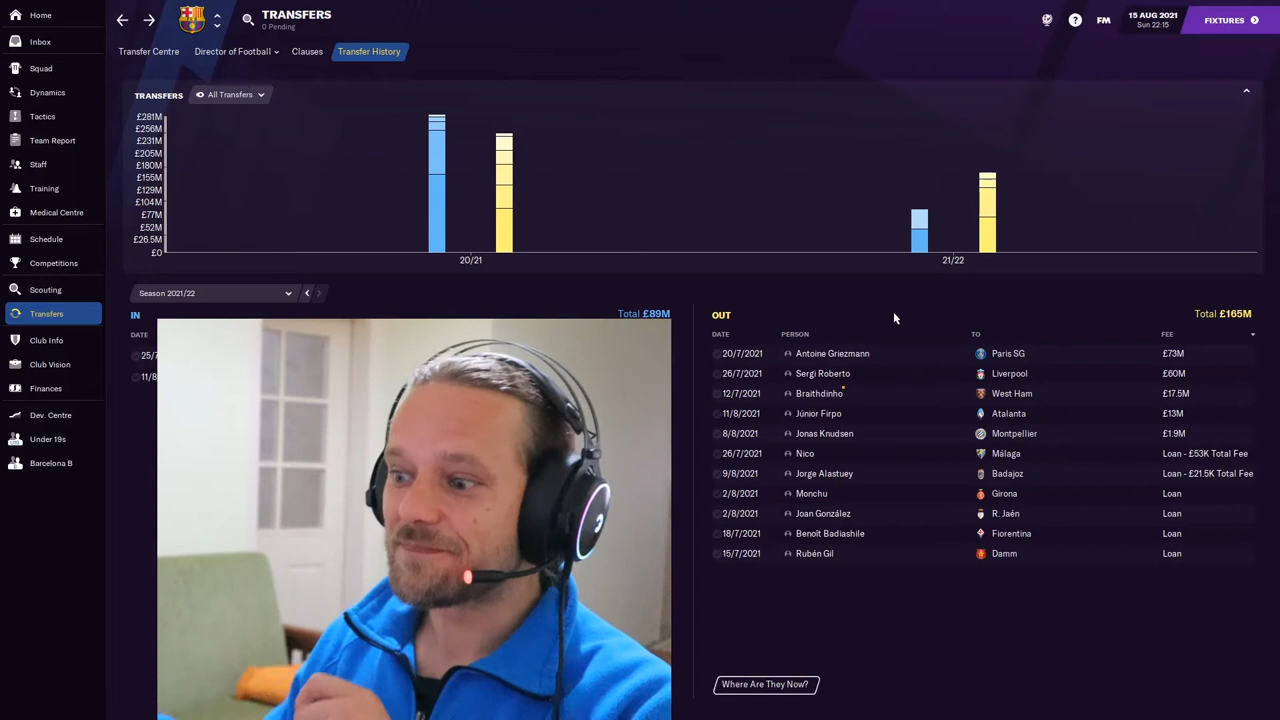 Home
Inbox
Squad
Dynamics
Tactics
Team Report
Staff
Training
Medical Centre
Schedule
Competitions
Scouting
Transfers
Club Info
Club Vision
Finances
Dev. Centre
Under 19s
Barcelona B
TRANSFERS
0 Pending
FM
15 AUG 2021
Sun 22:15
FIXTURES
Transfer Centre
Director of Football
Clauses
Transfer History
TRANSFERS
All Transfers
£281M
£256M
£231M
£205M
£180M
£155M
£129M
£104M
£77M
£52M
£26.5M
£0
20/21
21/22
Season 2021/22
IN
Total £89M
DATE
25/7
11/8
OUT
Total £165M
DATE PERSON TO FEE
20/7/2021 Antoine Griezmann Paris SG £73M
26/7/2021 Sergi Roberto Liverpool £60M
12/7/2021 Braithdinho West Ham £17.5M
11/8/2021 Júnior Firpo Atalanta £13M
8/8/2021 Jonas Knudsen Montpellier £1.9M
26/7/2021 Nico Málaga Loan - £53K Total Fee
9/8/2021 Jorge Alastuey Badajoz Loan - £21.5K Total Fee
2/8/2021 Monchu Girona Loan
2/8/2021 Joan González R. Jaén Loan
18/7/2021 Benoît Badiashile Fiorentina Loan
15/7/2021 Rubén Gil Damm Loan
Where Are They Now?